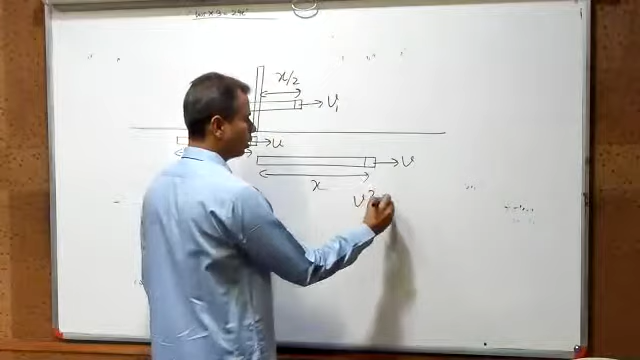 x/2
v₁
u
v
x
v²